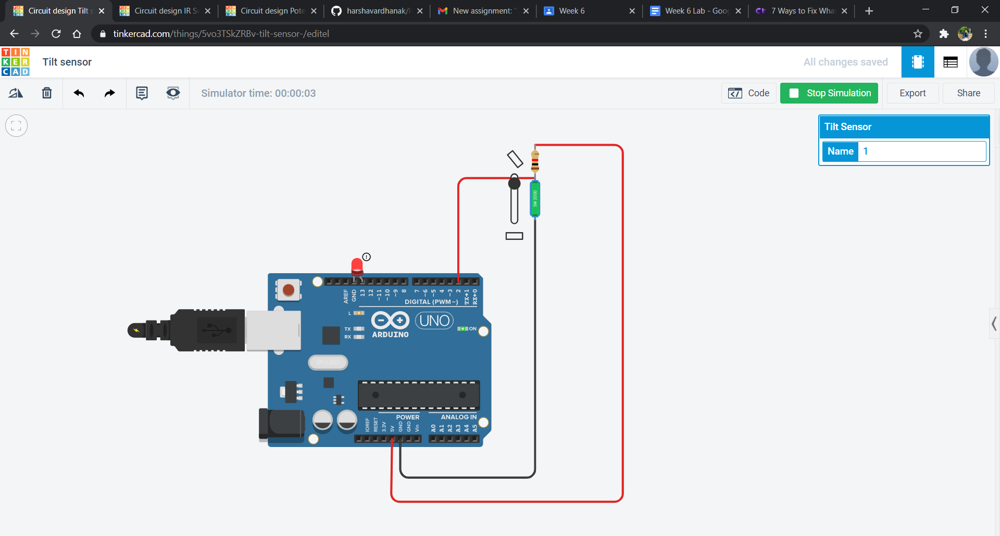 Circuit design Tilt s
Circuit design IR Se
Circuit design Pote
harshavardhanak/
New assignment: "
Week 6
Week 6 Lab - Goog
7 Ways to Fix Wha
tinkercad.com/things/5vo3TSkZRBv-tilt-sensor-/editel
TIN
KER
CAD
Tilt sensor
All changes saved
Simulator time: 00:00:03
Code
Stop Simulation
Export
Share
Tilt Sensor
Name 1
SW 200D
AREF
GND
13
12
~11
~10
~9
8
7
~6
~5
4
~3
2
TX→1
RX←0
DIGITAL (PWM~)
L
TX
RX
ARDUINO
UNO
ON
POWER
ANALOG IN
IOREF
RESET
3.3V
5V
GND
GND
Vin
A0
A1
A2
A3
A4
A5